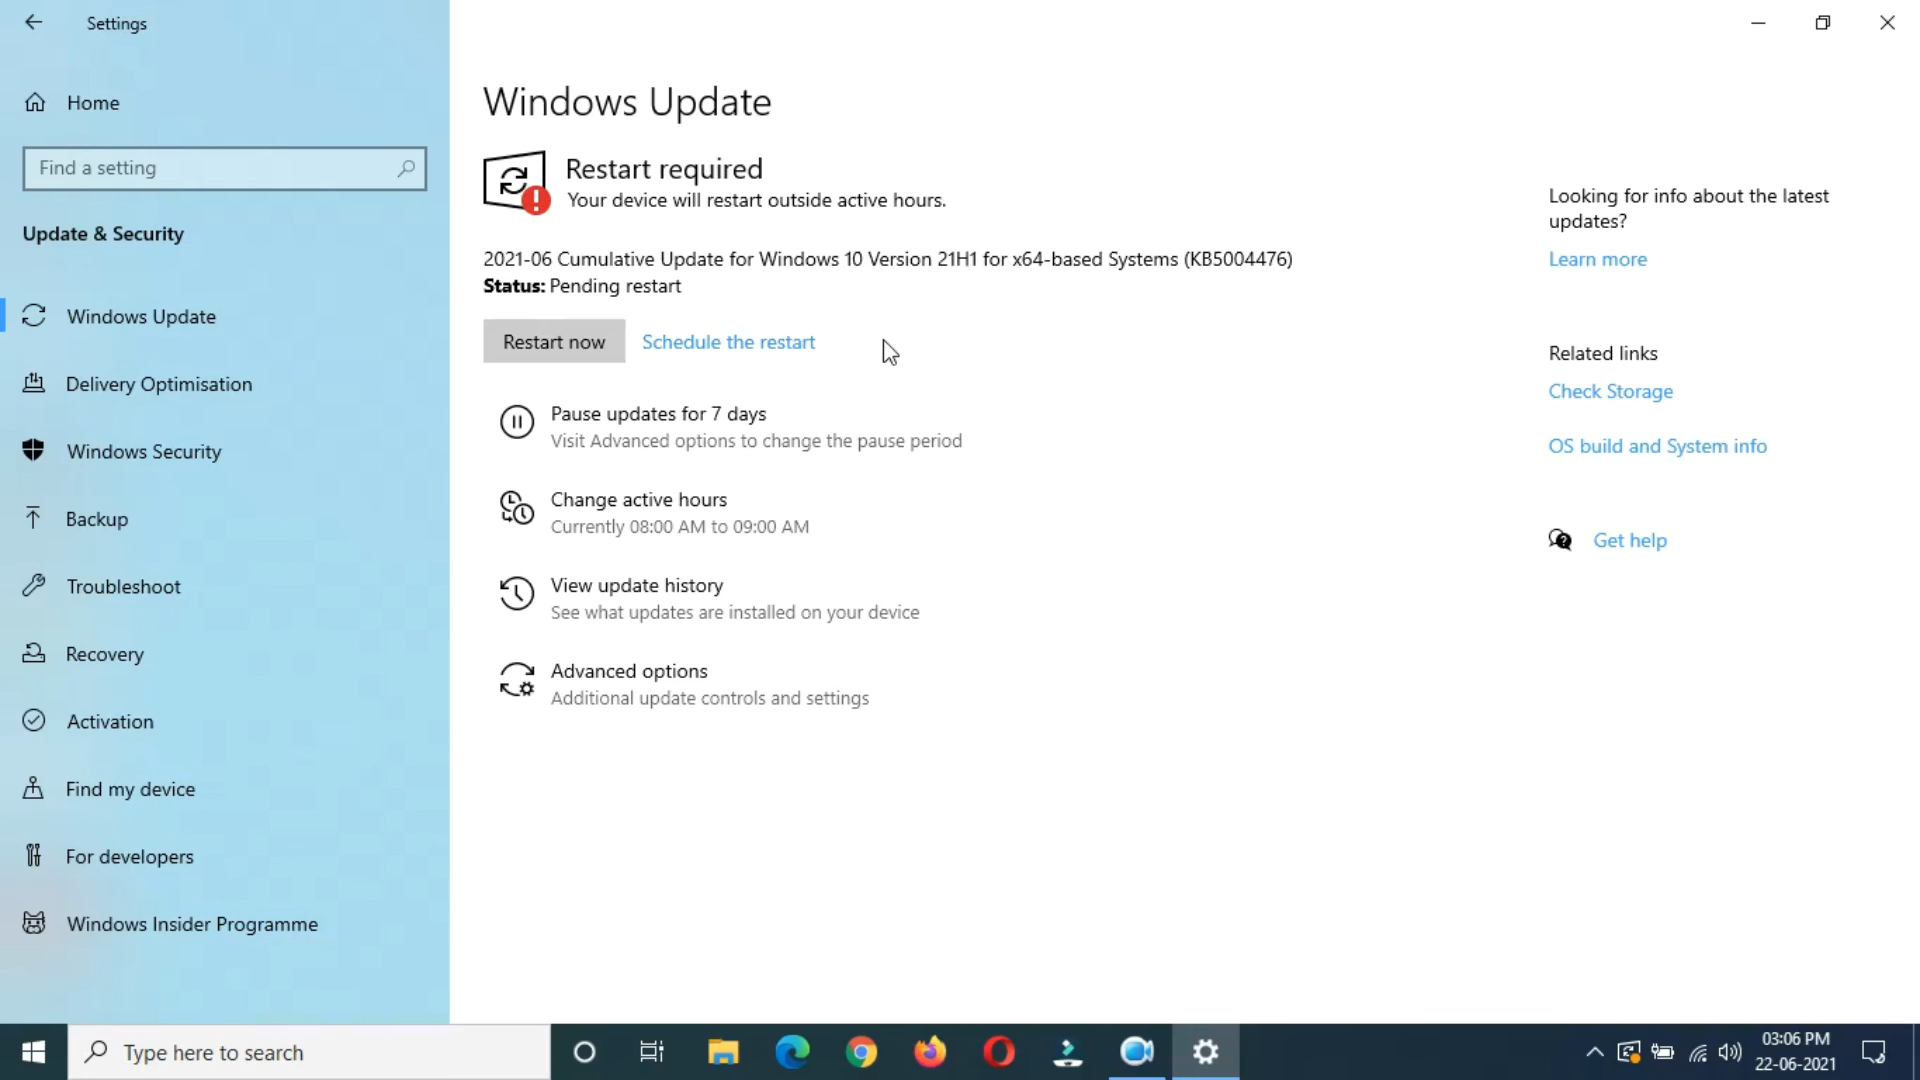 Settings
Home
Find a setting
Update & Security
Windows Update
Delivery Optimisation
Windows Security
Backup
Troubleshoot
Recovery
Activation
Find my device
For developers
Windows Insider Programme
Windows Update
Restart required
Your device will restart outside active hours.
2021-06 Cumulative Update for Windows 10 Version 21H1 for x64-based Systems (KB5004476)
Status: Pending restart
Restart now
Schedule the restart
Pause updates for 7 days
Visit Advanced options to change the pause period
Change active hours
Currently 08:00 AM to 09:00 AM
View update history
See what updates are installed on your device
Advanced options
Additional update controls and settings
Looking for info about the latest
updates?
Learn more
Related links
Check Storage
OS build and System info
Get help
Type here to search
03:06 PM
22-06-2021